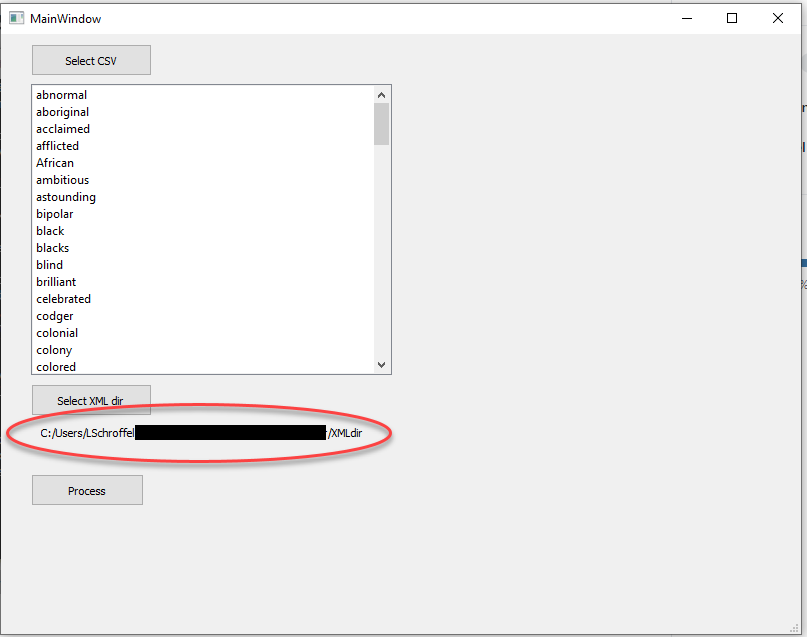 MainWindow
Select CSV
abnormal
aboriginal
acclaimed
afflicted
African
ambitious
astounding
bipolar
black
blacks
blind
brilliant
celebrated
codger
colonial
colony
colored
Select XML dir
C:/Users/LSchroffel /XMLdir
Process